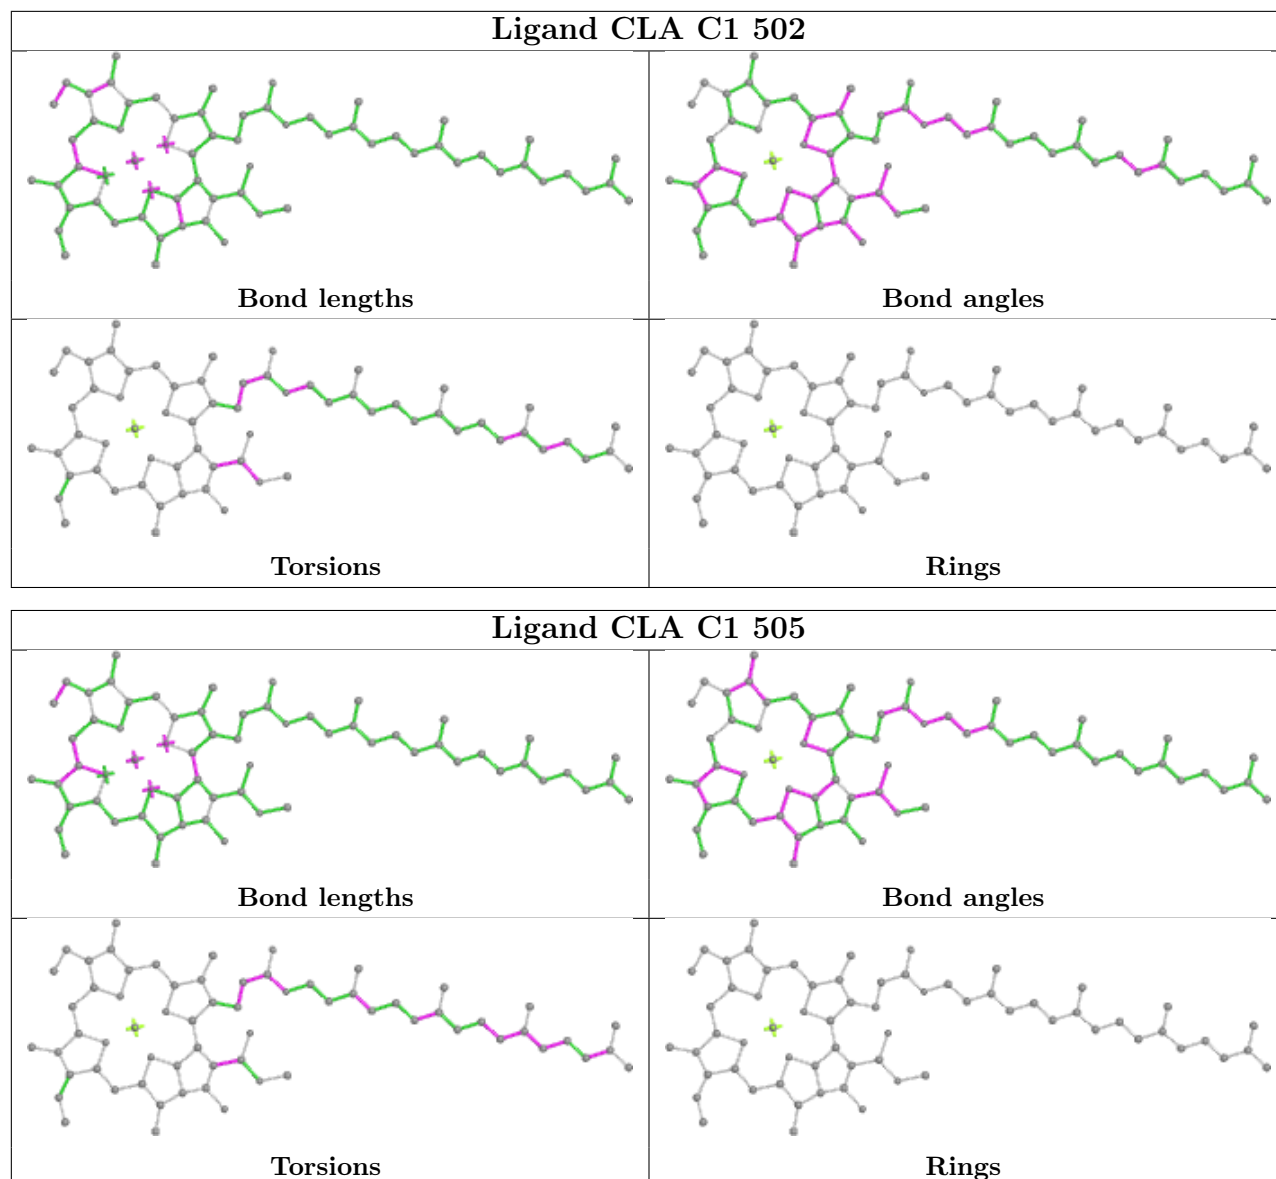 Ligand CLA C1 502
Bond lengths
Bond angles
Torsions
Rings
Ligand CLA C1 505
Bond lengths
Bond angles
Torsions
Rings